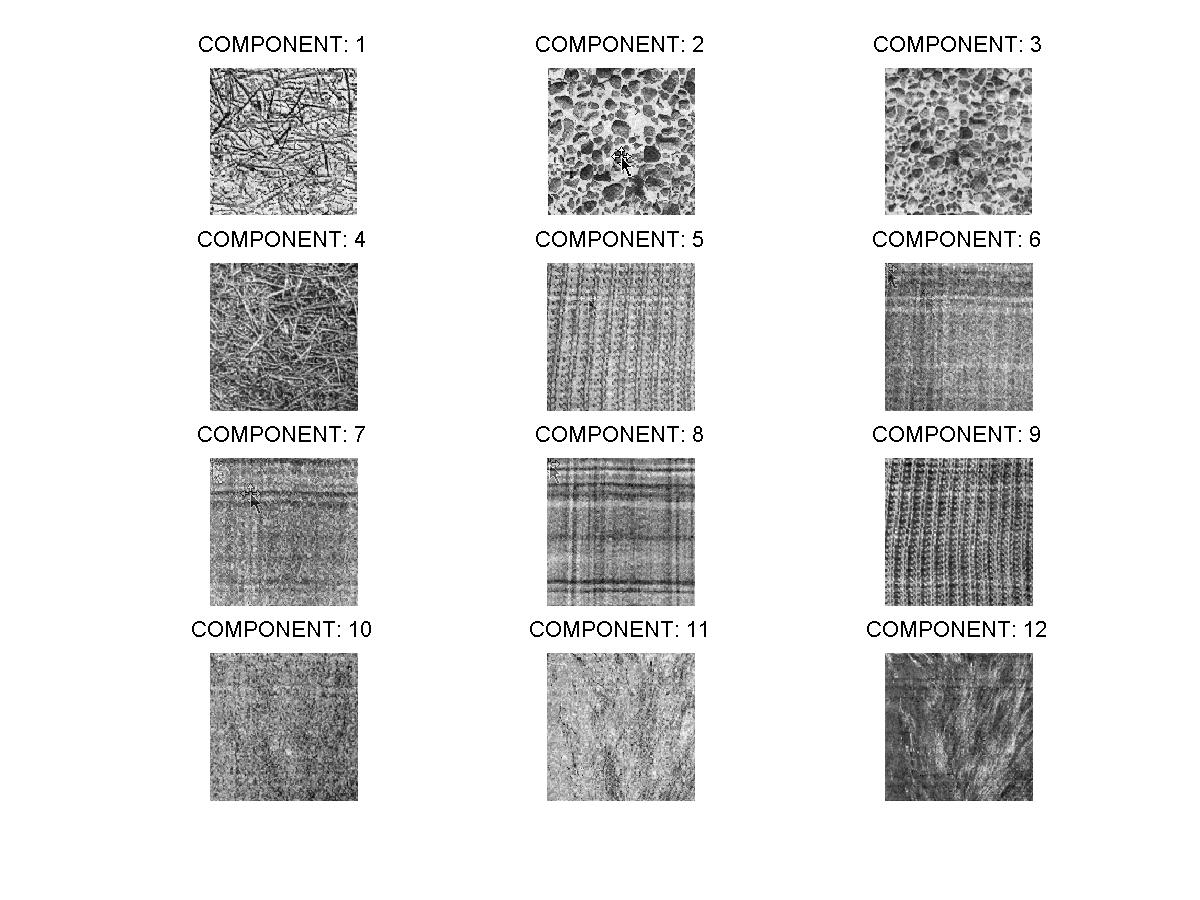 COMPONENT: 1
COMPONENT: 2
COMPONENT: 3
COMPONENT: 4
COMPONENT: 5
COMPONENT: 6
COMPONENT: 7
COMPONENT: 8
COMPONENT: 9
COMPONENT: 10
COMPONENT: 11
COMPONENT: 12